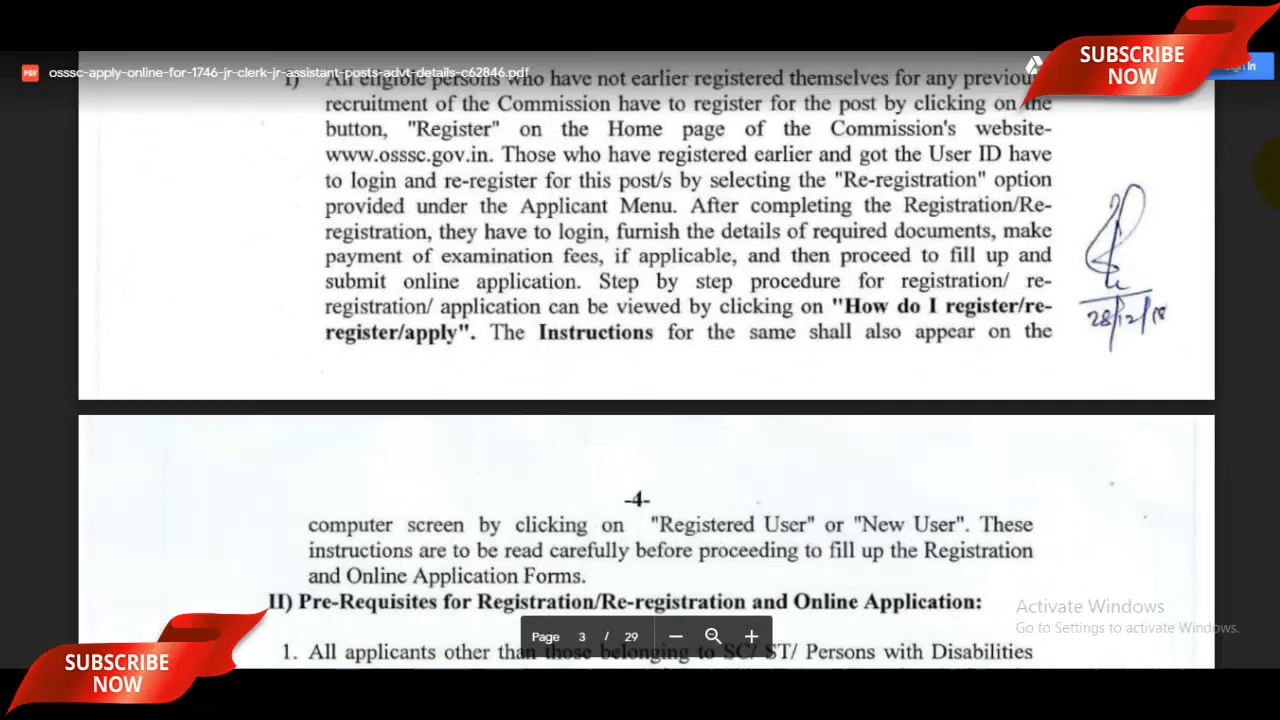 osssc-apply-online-for-1746-jr-clerk-jr-assistant-posts-advt-details-c62846.pdf
SUBSCRIBE
NOW
I) All eligible persons who have not earlier registered themselves for any previous
recruitment of the Commission have to register for the post by clicking on the
button, "Register" on the Home page of the Commission's website-
www.osssc.gov.in. Those who have registered earlier and got the User ID have
to login and re-register for this post/s by selecting the "Re-registration" option
provided under the Applicant Menu. After completing the Registration/Re-
registration, they have to login, furnish the details of required documents, make
payment of examination fees, if applicable, and then proceed to fill up and
submit online application. Step by step procedure for registration/ re-
registration/ application can be viewed by clicking on "How do I register/re-
register/apply". The Instructions for the same shall also appear on the
28/12/18
-4-
computer screen by clicking on "Registered User" or "New User". These
instructions are to be read carefully before proceeding to fill up the Registration
and Online Application Forms.
II) Pre-Requisites for Registration/Re-registration and Online Application:
Activate Windows
Go to Settings to activate Windows.
Page 3 / 29
1. All applicants other than those belonging to SC/ ST/ Persons with Disabilities
SUBSCRIBE
NOW